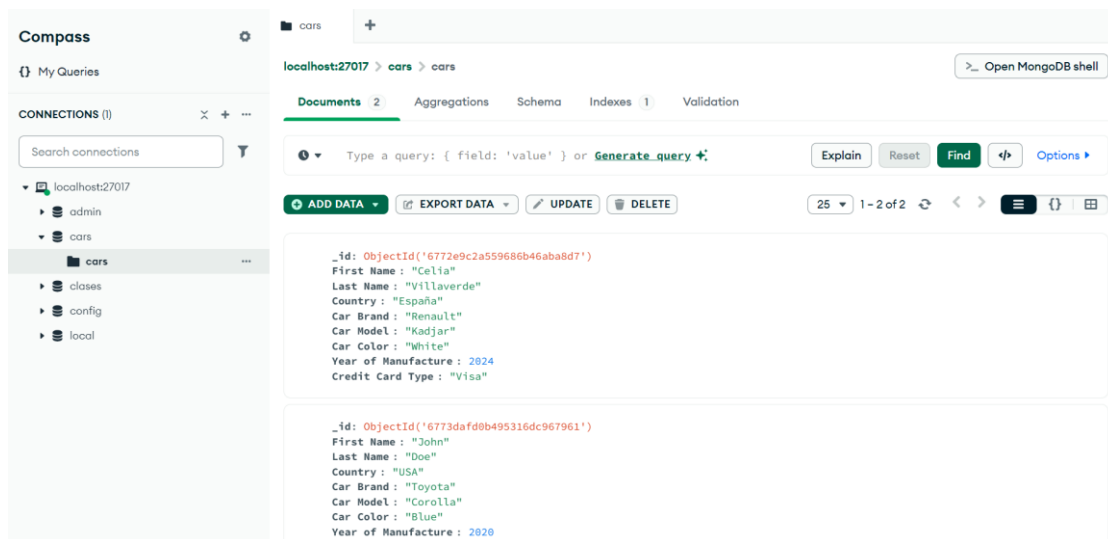 Compass
{} My Queries
CONNECTIONS (1)
Search connections
localhost:27017
admin
cars
cars
clases
config
local
cars
localhost:27017 > cars > cars
>_ Open MongoDB shell
Documents 2 Aggregations Schema Indexes 1 Validation
Type a query: { field: 'value' } or Generate query
Explain Reset Find </> Options
ADD DATA EXPORT DATA UPDATE DELETE
25 1 – 2 of 2 {}
_id: ObjectId('6772e9c2a559686b46aba8d7')
First Name : "Celia"
Last Name : "Villaverde"
Country : "España"
Car Brand : "Renault"
Car Model : "Kadjar"
Car Color : "White"
Year of Manufacture : 2024
Credit Card Type : "Visa"
_id: ObjectId('6773dafd0b495316dc967961')
First Name : "John"
Last Name : "Doe"
Country : "USA"
Car Brand : "Toyota"
Car Model : "Corolla"
Car Color : "Blue"
Year of Manufacture : 2020